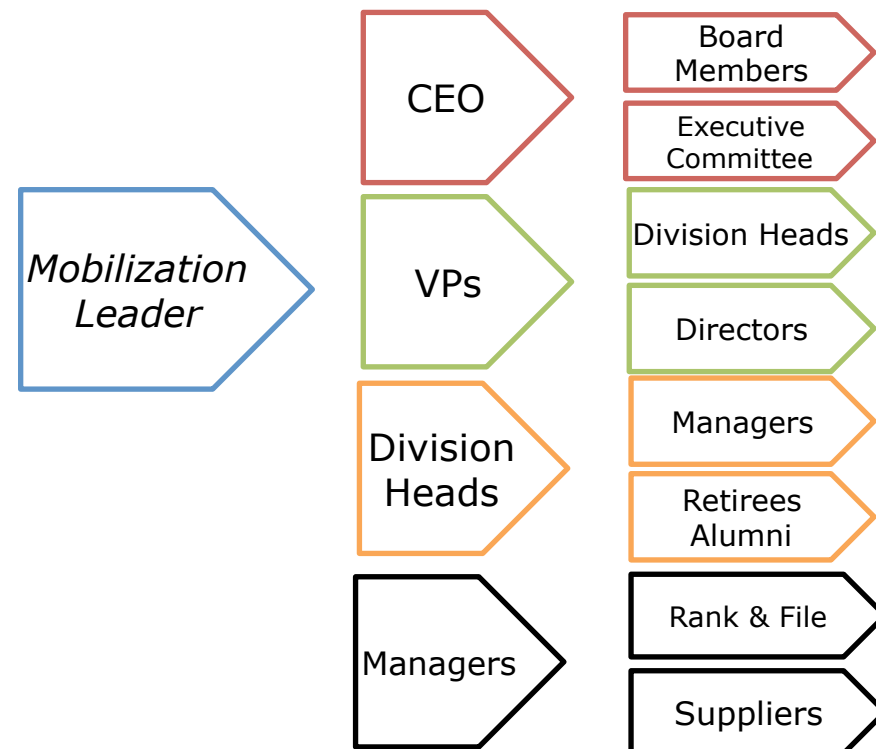 Mobilization
Leader
CEO
Board
Members
Executive
Committee
VPs
Division Heads
Directors
Division
Heads
Managers
Retirees
Alumni
Managers
Rank & File
Suppliers